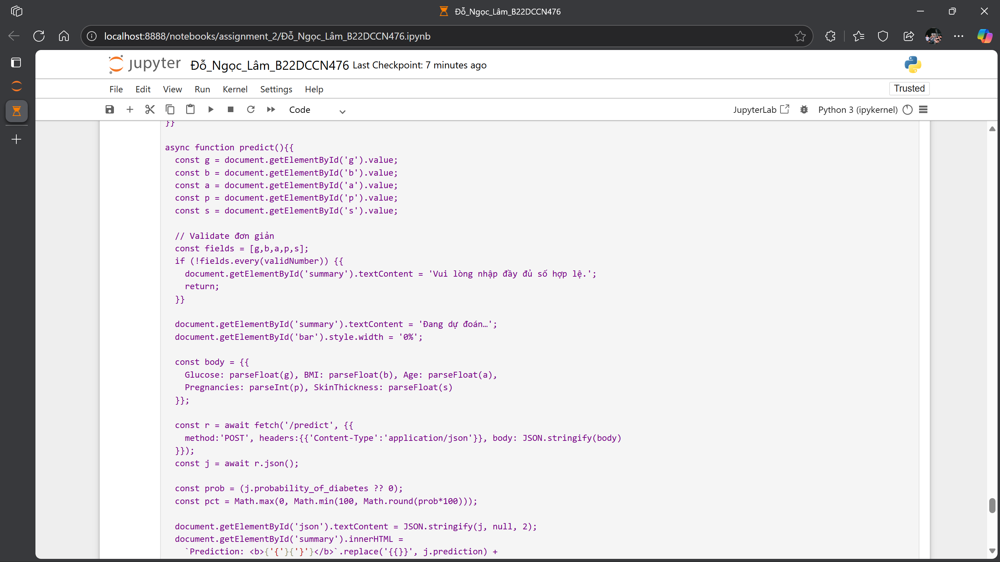 Đỗ_Ngọc_Lâm_B22DCCN476
localhost:8888/notebooks/assignment_2/Đỗ_Ngọc_Lâm_B22DCCN476.ipynb
jupyter Đỗ_Ngọc_Lâm_B22DCCN476 Last Checkpoint: 7 minutes ago
File Edit View Run Kernel Settings Help Trusted
Code JupyterLab Python 3 (ipykernel)
}}
async function predict(){{
const g = document.getElementById('g').value;
const b = document.getElementById('b').value;
const a = document.getElementById('a').value;
const p = document.getElementById('p').value;
const s = document.getElementById('s').value;
// Validate đơn giản
const fields = [g,b,a,p,s];
if (!fields.every(validNumber)) {{
document.getElementById('summary').textContent = 'Vui lòng nhập đầy đủ số hợp lệ.';
return;
}}
document.getElementById('summary').textContent = 'Đang dự đoán…';
document.getElementById('bar').style.width = '0%';
const body = {{
Glucose: parseFloat(g), BMI: parseFloat(b), Age: parseFloat(a),
Pregnancies: parseInt(p), SkinThickness: parseFloat(s)
}};
const r = await fetch('/predict', {{
method:'POST', headers:{{'Content-Type':'application/json'}}, body: JSON.stringify(body)
}});
const j = await r.json();
const prob = (j.probability_of_diabetes ?? 0);
const pct = Math.max(0, Math.min(100, Math.round(prob*100)));
document.getElementById('json').textContent = JSON.stringify(j, null, 2);
document.getElementById('summary').innerHTML =
`Prediction: <b>{'{'}{'}'}</b>`.replace('{{}}', j.prediction) +